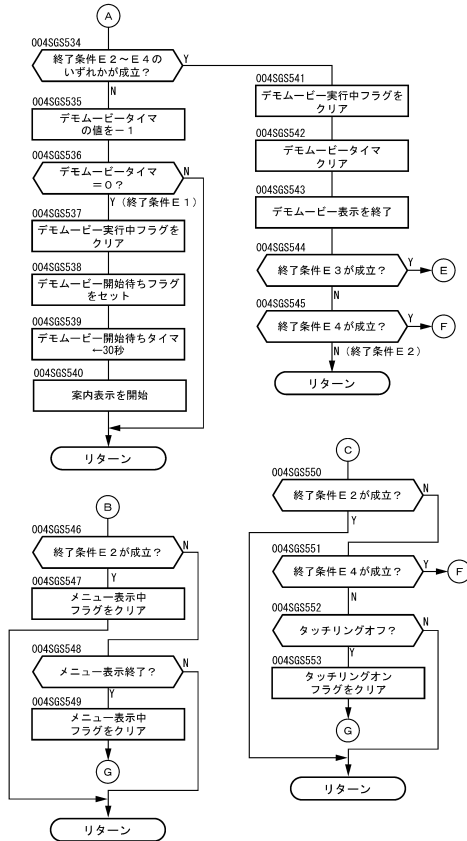 A
004SGS534
終了条件E2～E4の
いずれかが成立？
Y
N
004SGS535
デモムービータイマ
の値を－1
004SGS536
デモムービータイマ
＝0？
N
Y（終了条件E1）
004SGS537
デモムービー実行中フラグを
クリア
004SGS538
デモムービー開始待ちフラグ
をセット
004SGS539
デモムービー開始待ちタイマ
←30秒
004SGS540
案内表示を開始
リターン
004SGS541
デモムービー実行中フラグを
クリア
004SGS542
デモムービータイマ
クリア
004SGS543
デモムービー表示を終了
004SGS544
終了条件E3が成立？
Y
E
N
004SGS545
終了条件E4が成立？
Y
F
N（終了条件E2）
リターン
B
004SGS546
終了条件E2が成立？
N
Y
004SGS547
メニュー表示中
フラグをクリア
004SGS548
メニュー表示終了？
N
Y
004SGS549
メニュー表示中
フラグをクリア
G
リターン
C
004SGS550
終了条件E2が成立？
N
Y
004SGS551
終了条件E4が成立？
Y
F
N
004SGS552
タッチリングオフ？
N
Y
004SGS553
タッチリングオン
フラグをクリア
G
リターン